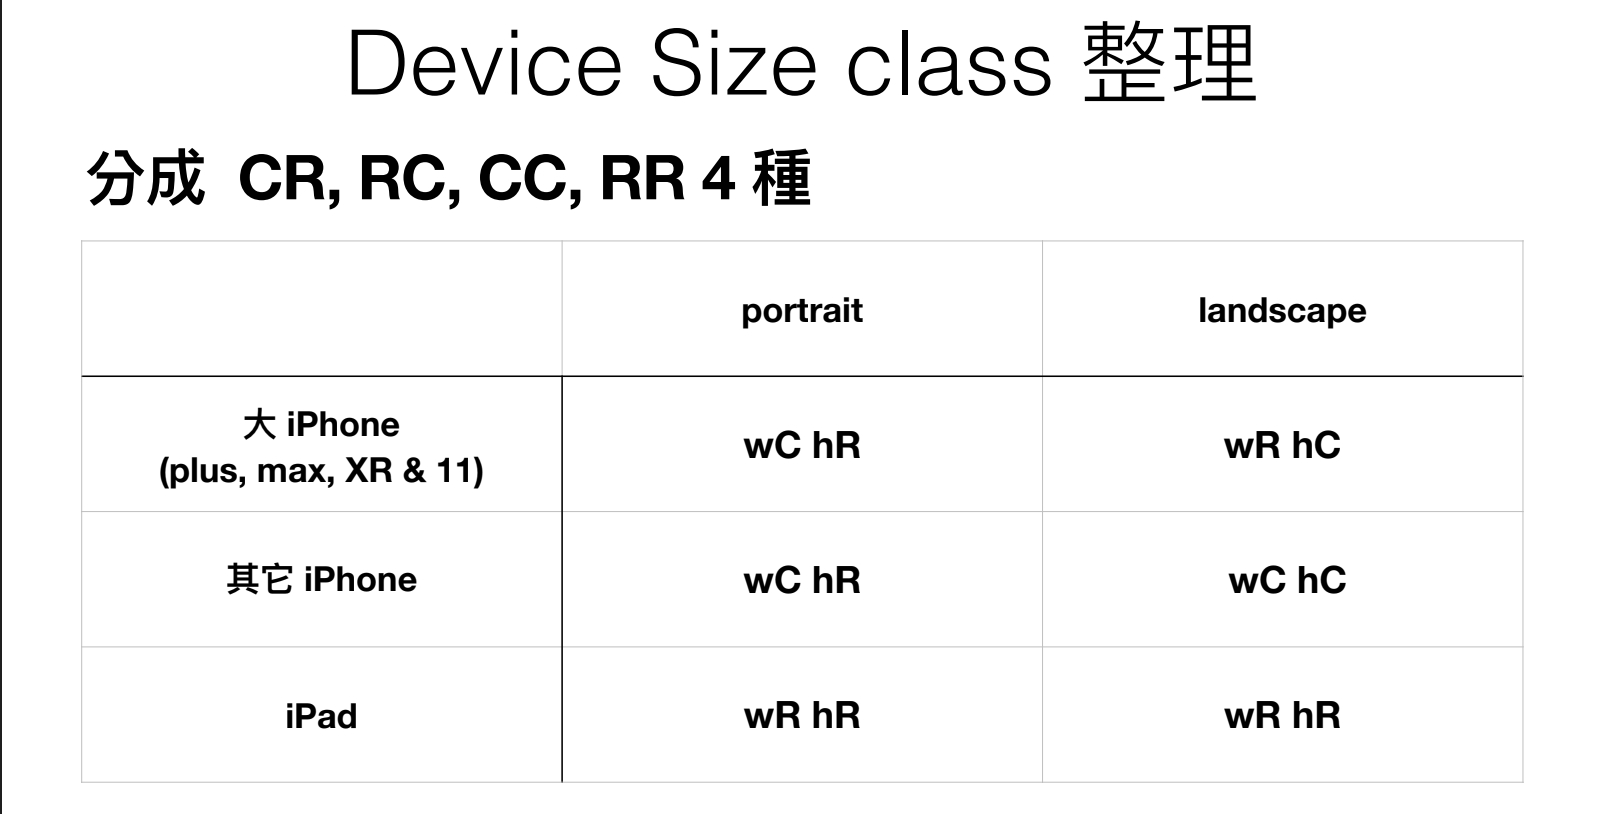 Device Size class 整理
分成 CR, RC, CC, RR 4 種
portrait
landscape
大 iPhone
(plus, max, XR & 11)
wC hR
wR hC
其它 iPhone
wC hR
wC hC
iPad
wR hR
wR hR